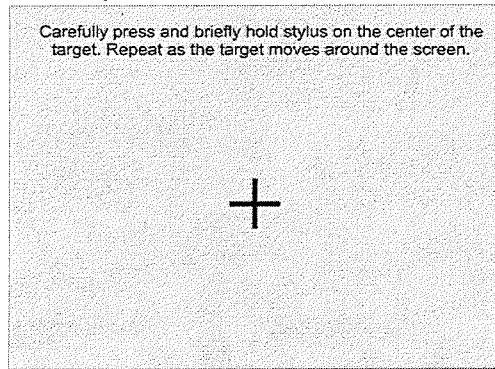 Carefully press and briefly hold stylus on the center of the
target. Repeat as the target moves around the screen.